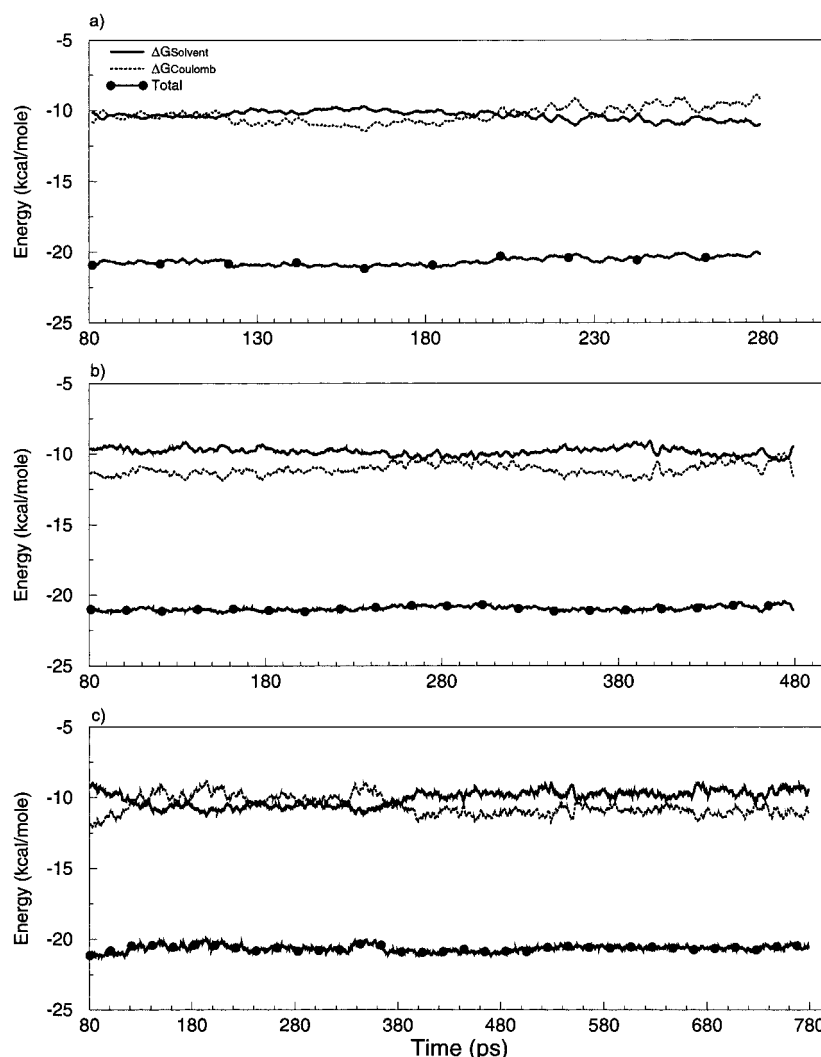 a)
-5
ΔGSolvent
ΔGCoulomb
Total
-10
-15
-20
-25
Energy (kcal/mole)
80 130 180 230 280
b)
-5
-10
-15
-20
-25
Energy (kcal/mole)
80 180 280 380 480
c)
-5
-10
-15
-20
-25
Energy (kcal/mole)
80 180 280 380 480 580 680 780
Time (ps)